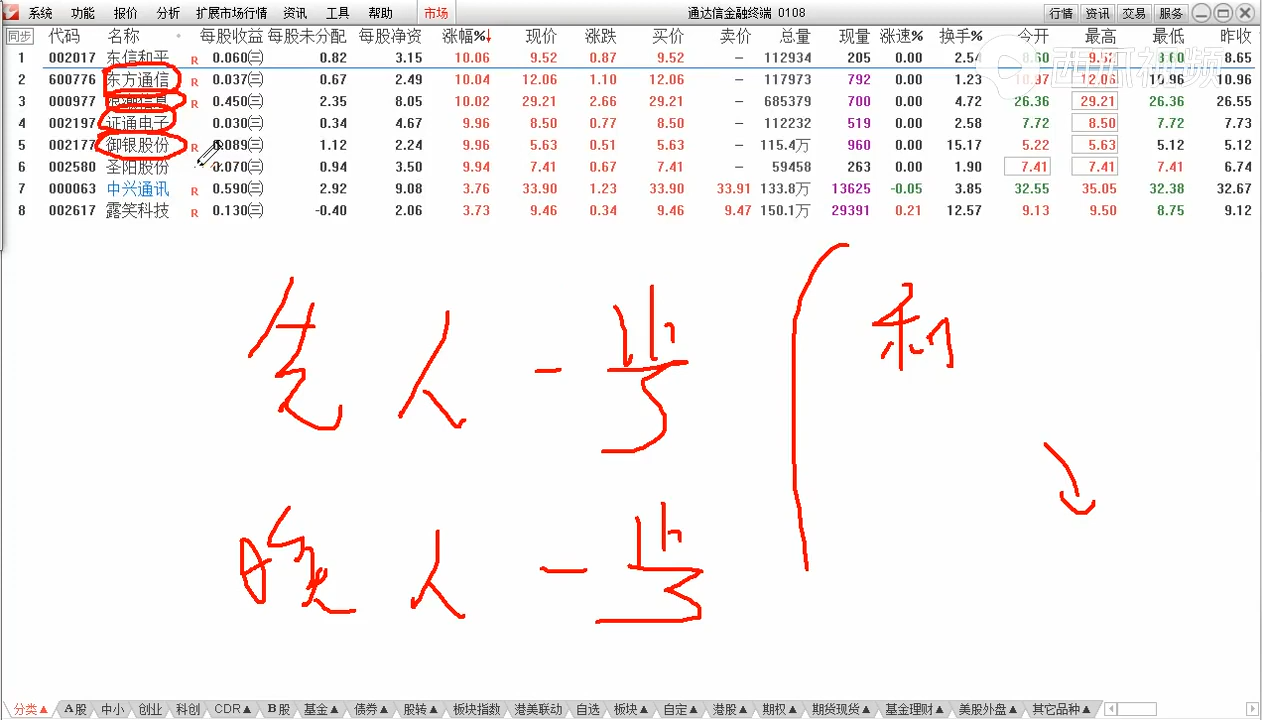 系统 功能 报价 分析 扩展市场行情 资讯 工具 帮助 市场 通达信金融终端 0108 行情 资讯 交易 服务
同步 代码 名称 每股收益 每股未分配 每股净资 涨幅%↓ 现价 涨跌 买价 卖价 总量 现量 涨速% 换手% 今开 最高 最低 昨收
1 002017 东信和平 R 0.060㈢ 0.82 3.15 10.06 9.52 0.87 9.52 – 112934 205 0.00 2.54 8.60 9.52 8.60 8.65
2 600776 东方通信 R 0.037㈢ 0.67 2.49 10.04 12.06 1.10 12.06 – 117973 792 0.00 1.23 10.97 12.06 10.96 10.96
3 000977 浪潮信息 R 0.450㈢ 2.35 8.05 10.02 29.21 2.66 29.21 – 685379 700 0.00 4.72 26.36 29.21 26.36 26.55
4 002197 证通电子 0.030㈢ 0.34 4.67 9.96 8.50 0.77 8.50 – 112232 519 0.00 2.58 7.72 8.50 7.72 7.73
5 002177 御银股份 R 0.089㈢ 1.12 2.24 9.96 5.63 0.51 5.63 – 115.4万 960 0.00 15.17 5.22 5.63 5.12 5.12
6 002580 圣阳股份 0.070㈢ 0.94 3.50 9.94 7.41 0.67 7.41 – 59458 263 0.00 1.90 7.41 7.41 7.41 6.74
7 000063 中兴通讯 R 0.590㈢ 2.92 9.08 3.76 33.90 1.23 33.90 33.91 133.8万 13625 -0.05 3.85 32.55 35.05 32.38 32.67
8 002617 露笑科技 R 0.130㈢ -0.40 2.06 3.73 9.46 0.34 9.46 9.47 150.1万 29391 0.21 12.57 9.13 9.50 8.75 9.12
西瓜视频
先人一步 利
晚人一步
分类▲ A股 中小 创业 科创 CDR▲ B股 基金▲ 债券▲ 股转▲ 板块指数 港美联动 自选 板块▲ 自定▲ 港股▲ 期权▲ 期货现货▲ 基金理财▲ 美股外盘▲ 其它品种▲